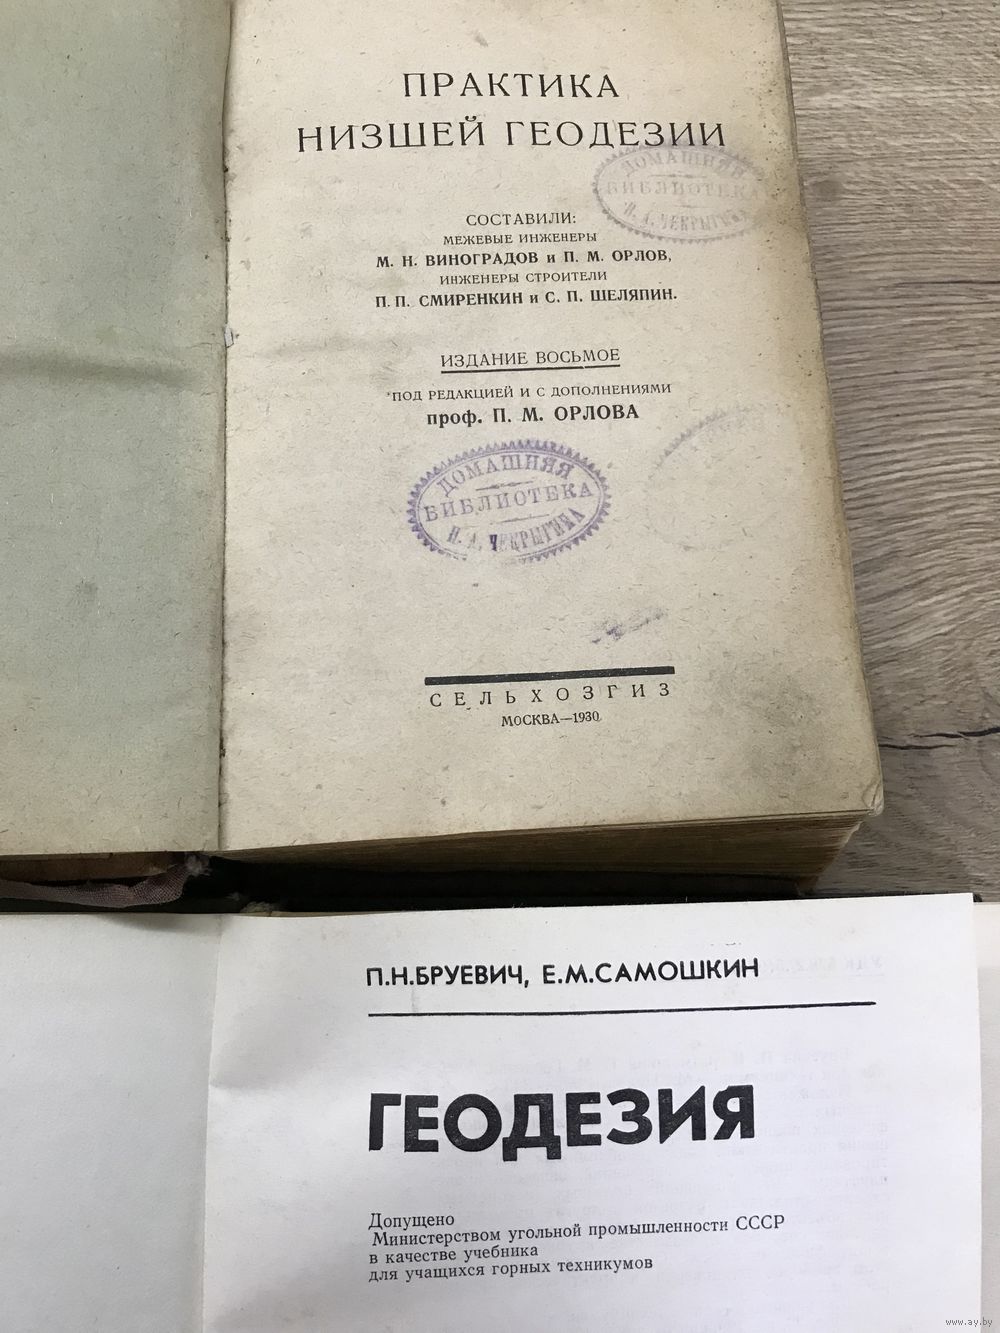 ПРАКТИКА
НИЗШЕЙ ГЕОДЕЗИИ
ДОМАШНЯЯ
БИБЛИОТЕКА
СОСТАВИЛИ:
МЕЖЕВЫЕ ИНЖЕНЕРЫ
М. Н. ВИНОГРАДОВ и П. М. ОРЛОВ,
ИНЖЕНЕРЫ СТРОИТЕЛИ
П. П. СМИРЕНКИН и С. П. ШЕЛЯПИН.
ИЗДАНИЕ ВОСЬМОЕ
ПОД РЕДАКЦИЕЙ И С ДОПОЛНЕНИЯМИ
проф. П. М. ОРЛОВА
ДОМАШНЯЯ
БИБЛИОТЕКА
Н. А. ЧЕКРЫГИНА
СЕЛЬХОЗГИЗ
МОСКВА—1930
П.Н.БРУЕВИЧ, Е.М.САМОШКИН
ГЕОДЕЗИЯ
Допущено
Министерством угольной промышленности СССР
в качестве учебника
для учащихся горных техникумов
www.ay.by